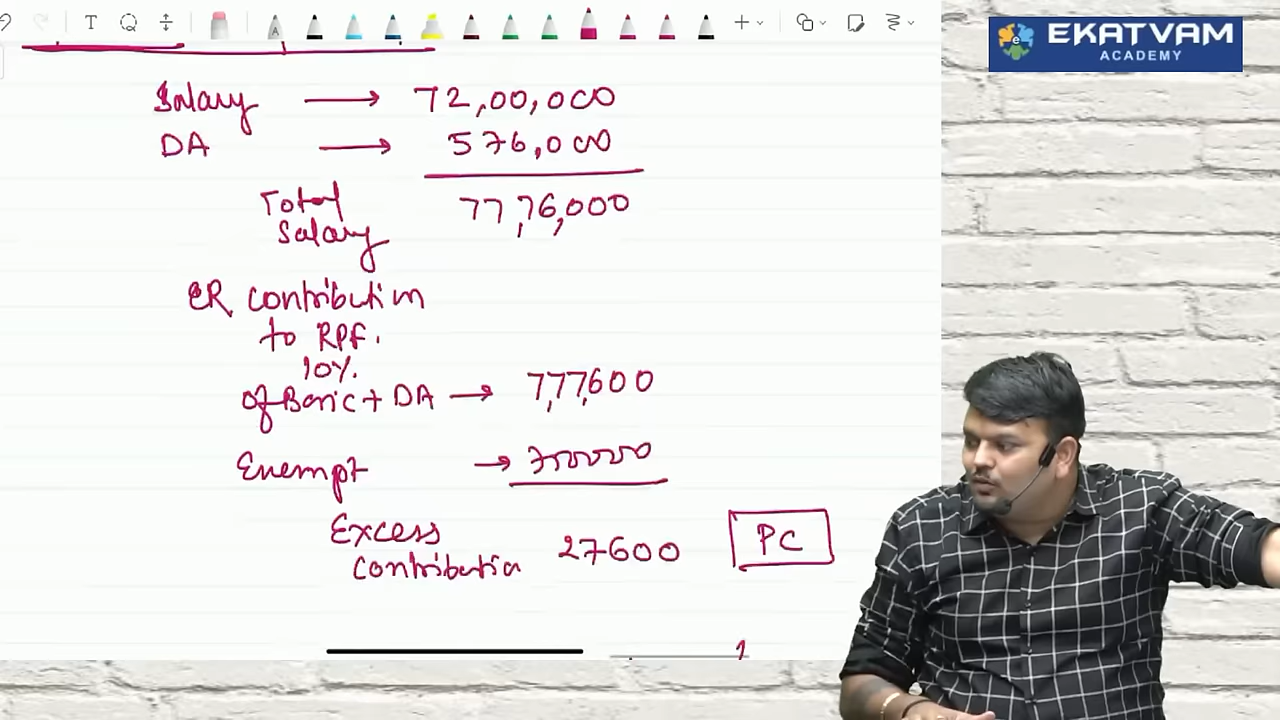 T
A
EKATVAM
ACADEMY
Salary → 72,00,000
DA → 576,000
Total 77,76,000
Salary
ER contribution
to RPF.
10%.
of Basic + DA → 7,77,600
Exempt → 750000
Excess
contribution 27600 PC